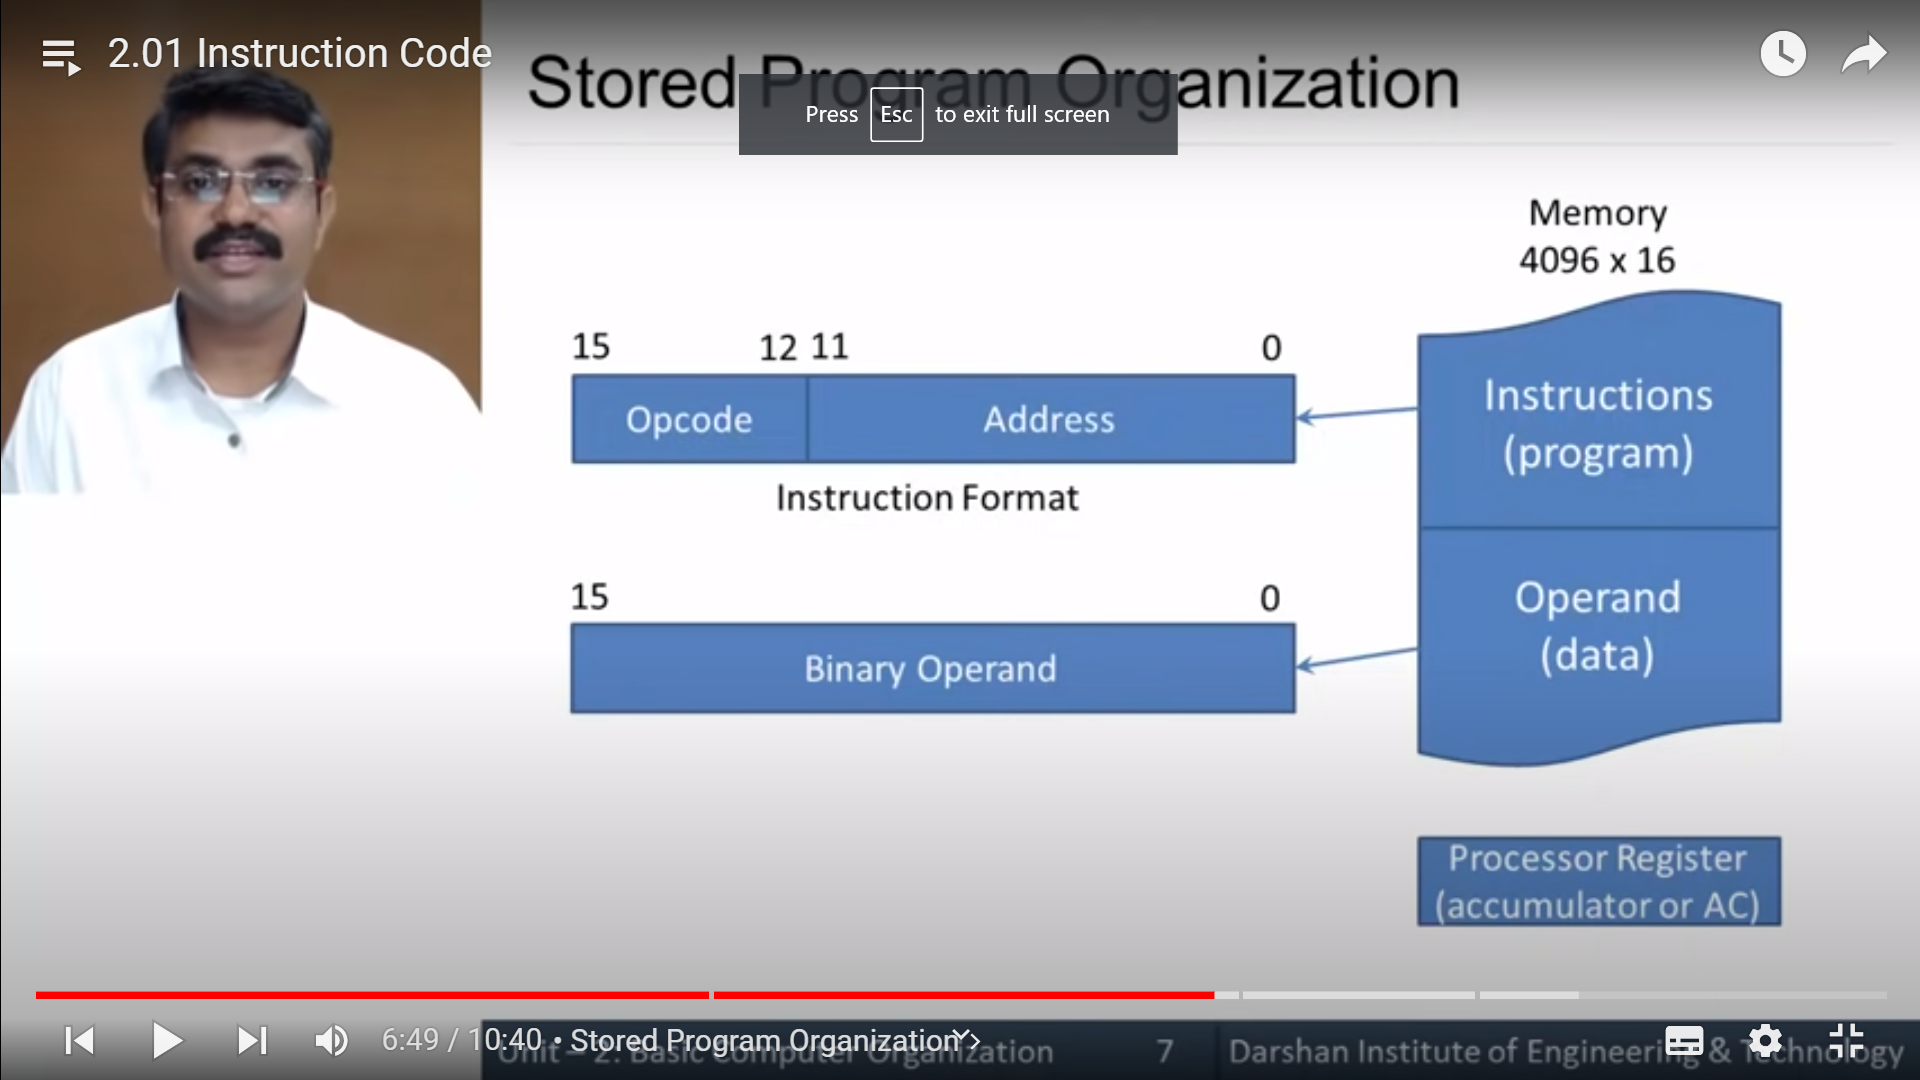 2.01 Instruction Code
Stored Program Organization
Press Esc to exit full screen
Memory
4096 x 16
15 12 11 0
Opcode Address
Instruction Format
Instructions
(program)
15 0
Binary Operand
Operand
(data)
Processor Register
(accumulator or AC)
6:49 / 10:40 • Stored Program Organization
Unit – 2: Basic Computer Organization 7 Darshan Institute of Engineering & Technology